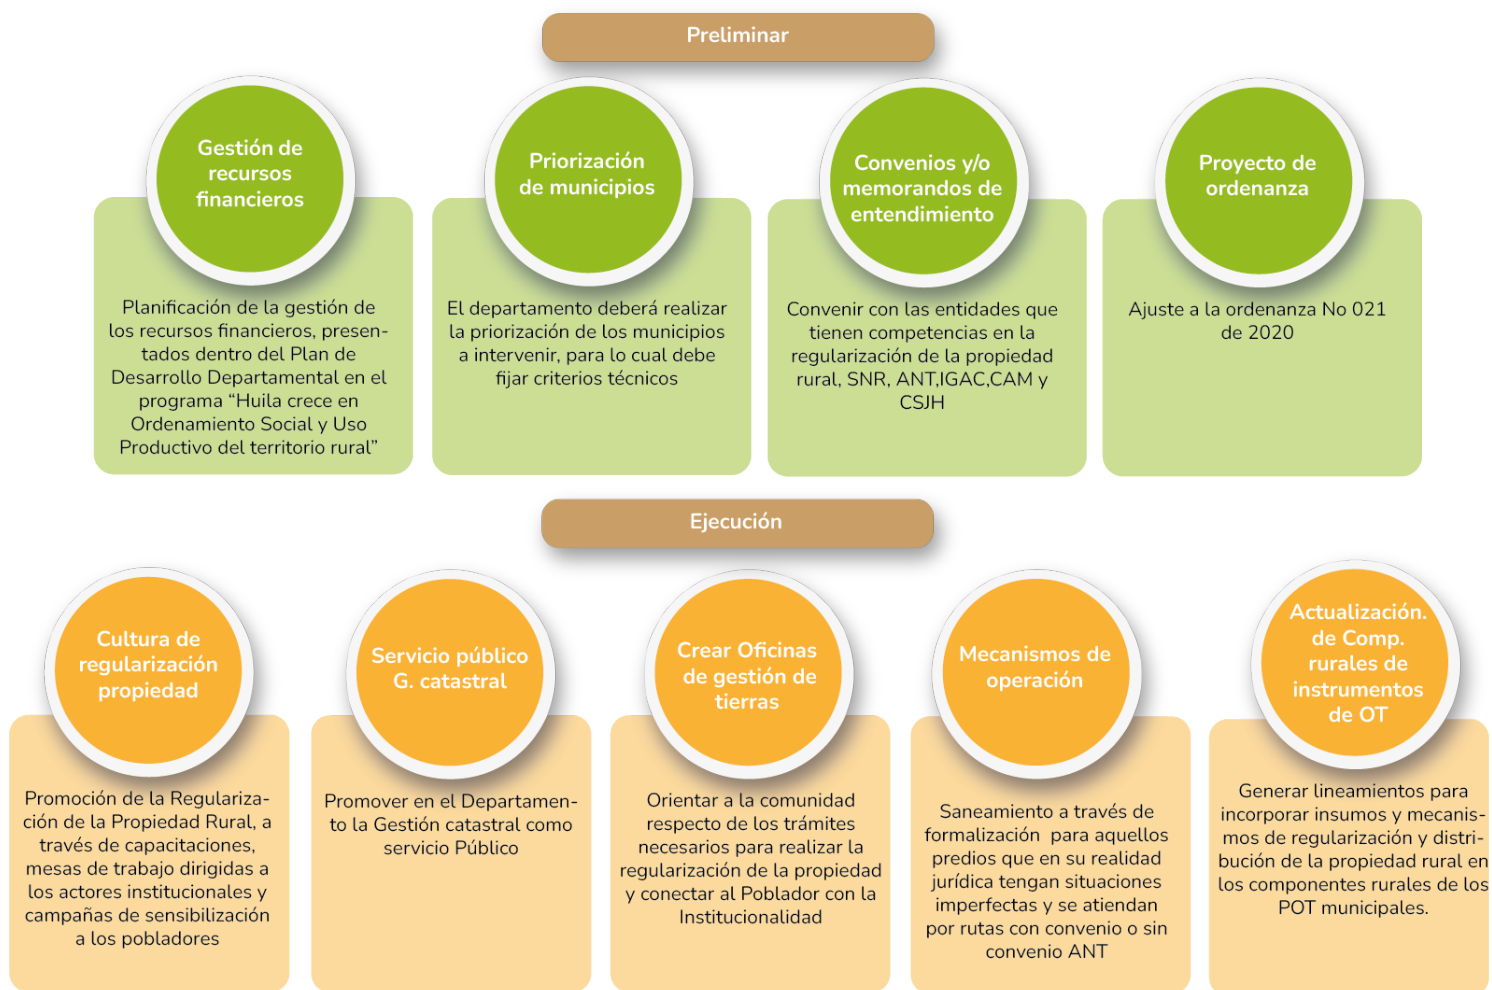 Preliminar
Gestión de
recursos
financieros
Planificación de la gestión de
los recursos financieros, presen-
tados dentro del Plan de
Desarrollo Departamental en el
programa “Huila crece en
Ordenamiento Social y Uso
Productivo del territorio rural”
Priorización
de municipios
El departamento deberá realizar
la priorización de los municipios
a intervenir, para lo cual debe
fijar criterios técnicos
Convenios y/o
memorandos de
entendimiento
Convenir con las entidades que
tienen competencias en la
regularización de la propiedad
rural, SNR, ANT,IGAC,CAM y
CSJH
Proyecto de
ordenanza
Ajuste a la ordenanza No 021
de 2020
Ejecución
Cultura de
regularización
propiedad
Promoción de la Regulariza-
ción de la Propiedad Rural, a
través de capacitaciones,
mesas de trabajo dirigidas a
los actores institucionales y
campañas de sensibilización
a los pobladores
Servicio público
G. catastral
Promover en el Departamen-
to la Gestión catastral como
servicio Público
Crear Oficinas
de gestión de
tierras
Orientar a la comunidad
respecto de los trámites
necesarios para realizar la
regularización de la propiedad
y conectar al Poblador con la
Institucionalidad
Mecanismos de
operación
Saneamiento a través de
formalización  para aquellos
predios que en su realidad
jurídica tengan situaciones
imperfectas y se atiendan
por rutas con convenio o sin
convenio ANT
Actualización.
de Comp.
rurales de
instrumentos
de OT
Generar lineamientos para
incorporar insumos y mecanis-
mos de regularización y distri-
bución de la propiedad rural en
los componentes rurales de los
POT municipales.